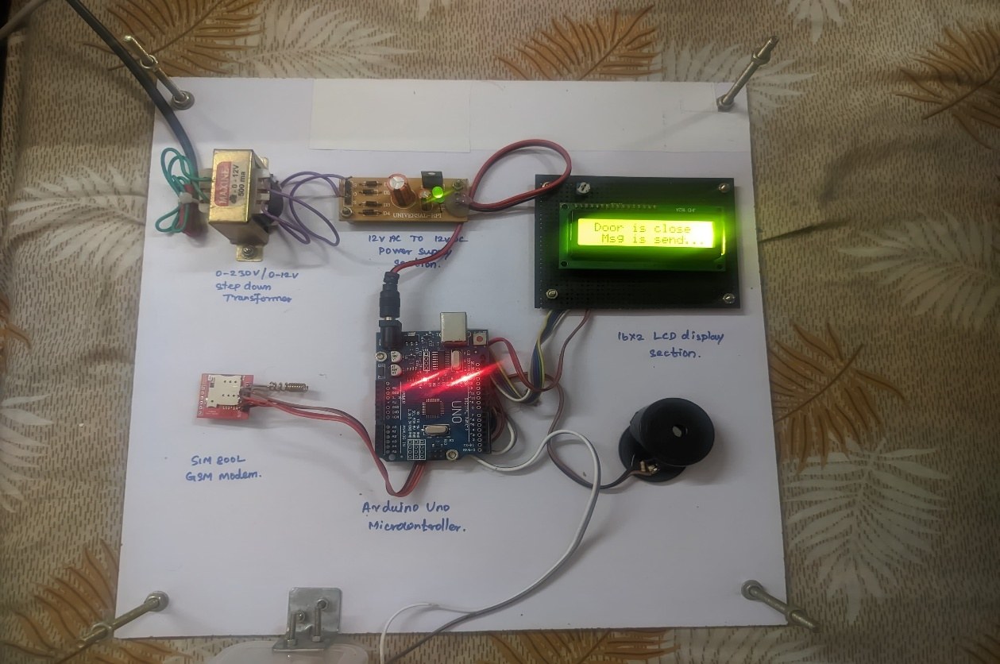 MAXINE
-0-12V
500 ma
UNIVERSAL-RPI
D4
12V AC TO 12V DC
Power Supply
Section.
0-230V/0-12V
step down
Transformer
Door is close
Msg is send...
16x2 LCD display
section.
UNO
SIM 800L
GSM Modem.
Arduino Uno
Microcontroller.